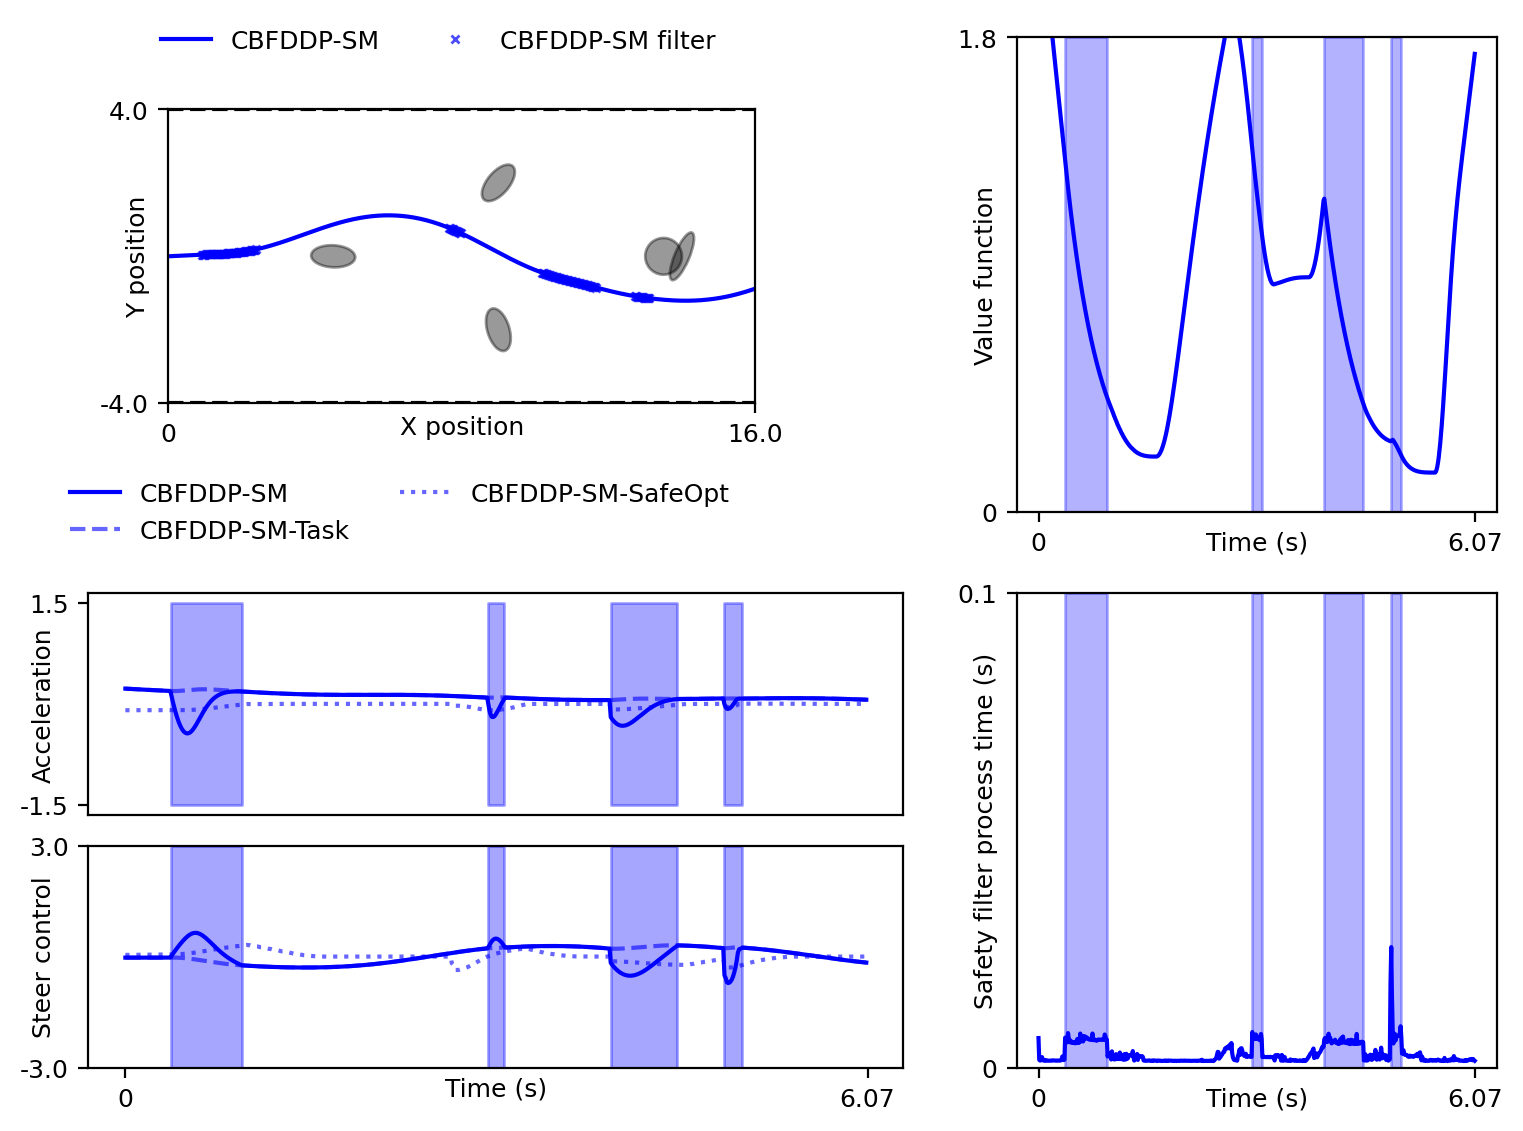 CBFDDP-SM
CBFDDP-SM filter
4.0
Y position
-4.0
0
X position
16.0
1.8
Value function
0
0
Time (s)
6.07
CBFDDP-SM
CBFDDP-SM-SafeOpt
CBFDDP-SM-Task
1.5
Acceleration
-1.5
3.0
Steer control
-3.0
0
Time (s)
6.07
0.1
Safety filter process time (s)
0
0
Time (s)
6.07